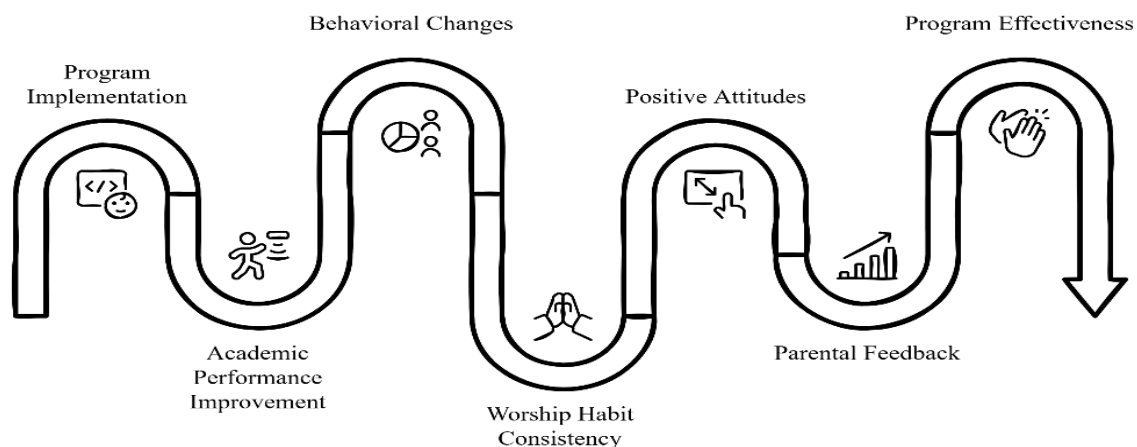 Program
Implementation
Academic
Performance
Improvement
Behavioral Changes
Worship Habit
Consistency
Positive Attitudes
Parental Feedback
Program Effectiveness